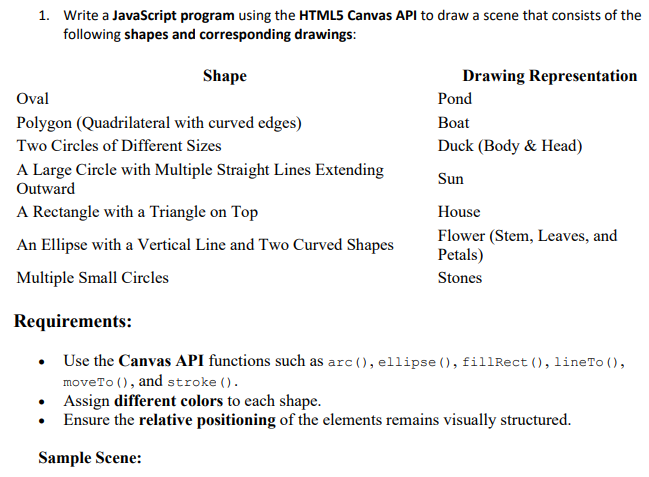 1. Write a JavaScript program using the HTML5 Canvas API to draw a scene that consists of the
following shapes and corresponding drawings:
Shape Drawing Representation
Oval Pond
Polygon (Quadrilateral with curved edges) Boat
Two Circles of Different Sizes Duck (Body & Head)
A Large Circle with Multiple Straight Lines Extending
Outward Sun
A Rectangle with a Triangle on Top House
An Ellipse with a Vertical Line and Two Curved Shapes Flower (Stem, Leaves, and
Petals)
Multiple Small Circles Stones
Requirements:
• Use the Canvas API functions such as arc(), ellipse(), fillRect(), lineTo(),
moveTo(), and stroke().
• Assign different colors to each shape.
• Ensure the relative positioning of the elements remains visually structured.
Sample Scene: